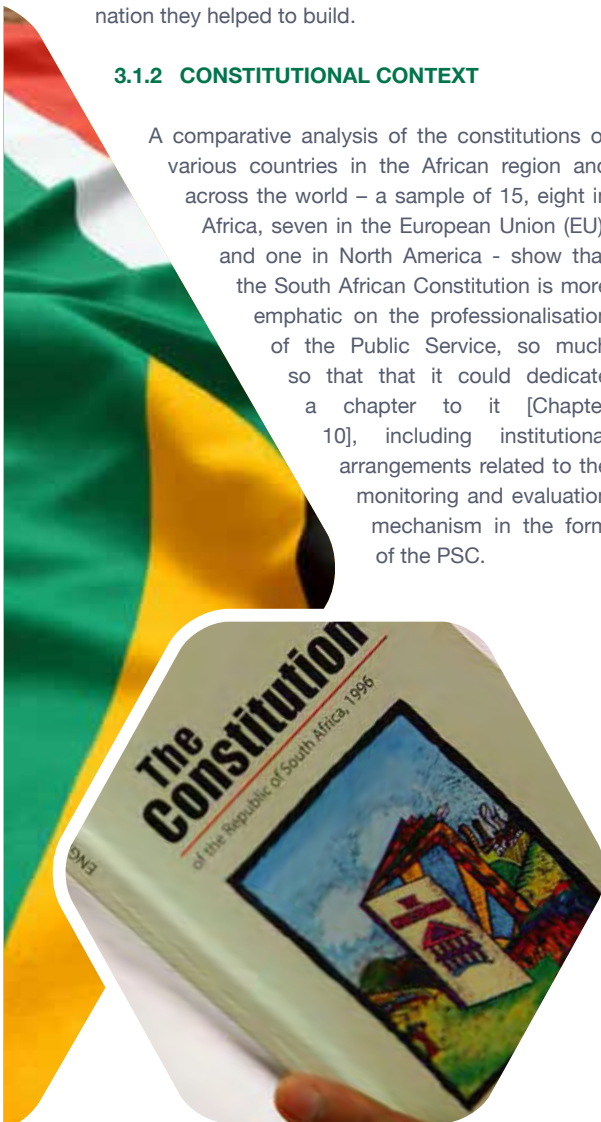 nation they helped to build.
3.1.2 CONSTITUTIONAL CONTEXT
A comparative analysis of the constitutions o
various countries in the African region and
across the world – a sample of 15, eight in
Africa, seven in the European Union (EU)
and one in North America - show tha
the South African Constitution is more
emphatic on the professionalisation
of the Public Service, so much
so that that it could dedicate
a chapter to it [Chapte
10], including institutiona
arrangements related to the
monitoring and evaluation
mechanism in the form
of the PSC.
The
Constitution
of the Republic of South Africa, 1996
ENG